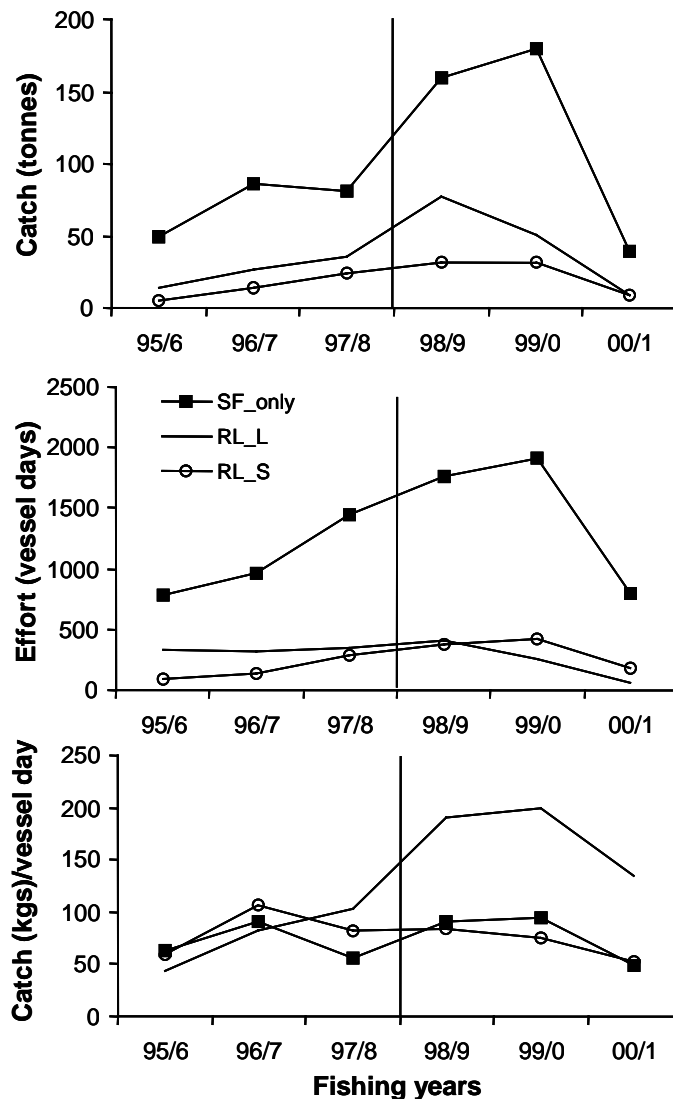 Catch (tonnes)
200
150
100
50
0
95/6 96/7 97/8 98/9 99/0 00/1
Effort (vessel days)
2500
2000
1500
1000
500
0
SF_only
RL_L
RL_S
95/6 96/7 97/8 98/9 99/0 00/1
Catch (kgs)/vessel day
250
200
150
100
50
0
95/6 96/7 97/8 98/9 99/0 00/1
Fishing years